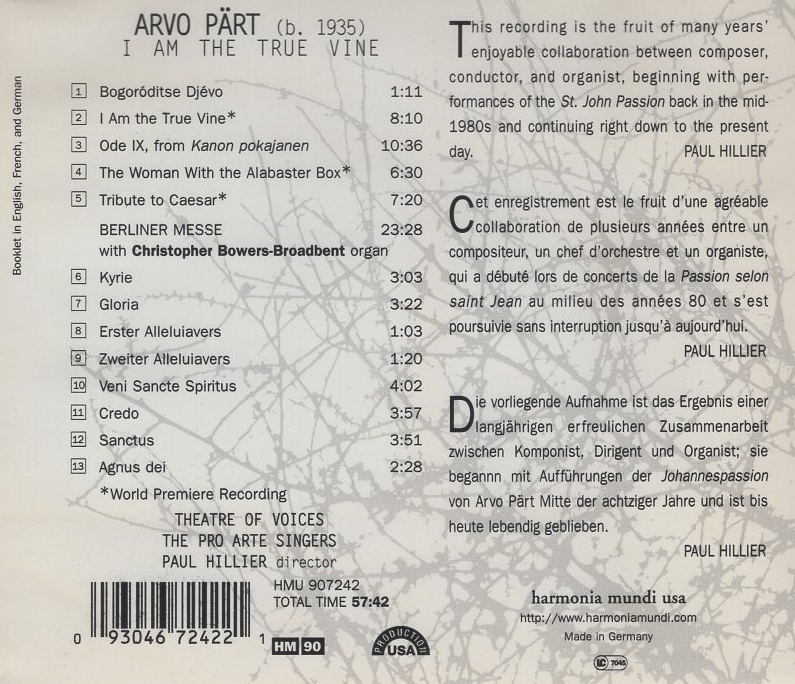 Booklet in English, French, and German
ARVO PÄRT (b. 1935)
I AM THE TRUE VINE
1 Bogoróditse Djévo 1:11
2 I Am the True Vine* 8:10
3 Ode IX, from Kanon pokajanen 10:36
4 The Woman With the Alabaster Box* 6:30
5 Tribute to Caesar* 7:20
BERLINER MESSE 23:28
with Christopher Bowers-Broadbent organ
6 Kyrie 3:03
7 Gloria 3:22
8 Erster Alleluiavers 1:03
9 Zweiter Alleluiavers 1:20
10 Veni Sancte Spiritus 4:02
11 Credo 3:57
12 Sanctus 3:51
13 Agnus dei 2:28
*World Premiere Recording
THEATRE OF VOICES
THE PRO ARTE SINGERS
PAUL HILLIER director
HMU 907242
TOTAL TIME 57:42
0 93046 72422 1
HM 90
PRODUCTION
USA
This recording is the fruit of many years'
enjoyable collaboration between composer,
conductor, and organist, beginning with per-
formances of the St. John Passion back in the mid-
1980s and continuing right down to the present
day. PAUL HILLIER
Cet enregistrement est le fruit d'une agréable
collaboration de plusieurs années entre un
compositeur, un chef d'orchestre et un organiste,
qui a débuté lors de concerts de la Passion selon
saint Jean au milieu des années 80 et s'est
poursuivie sans interruption jusqu'à aujourd'hui.
PAUL HILLIER
Die vorliegende Aufnahme ist das Ergebnis einer
langjährigen erfreulichen Zusammenarbeit
zwischen Komponist, Dirigent und Organist; sie
begannn mit Aufführungen der Johannespassion
von Arvo Pärt Mitte der achtziger Jahre und ist bis
heute lebendig geblieben.
PAUL HILLIER
harmonia mundi usa
http://www.harmoniamundi.com
Made in Germany
LC 7045